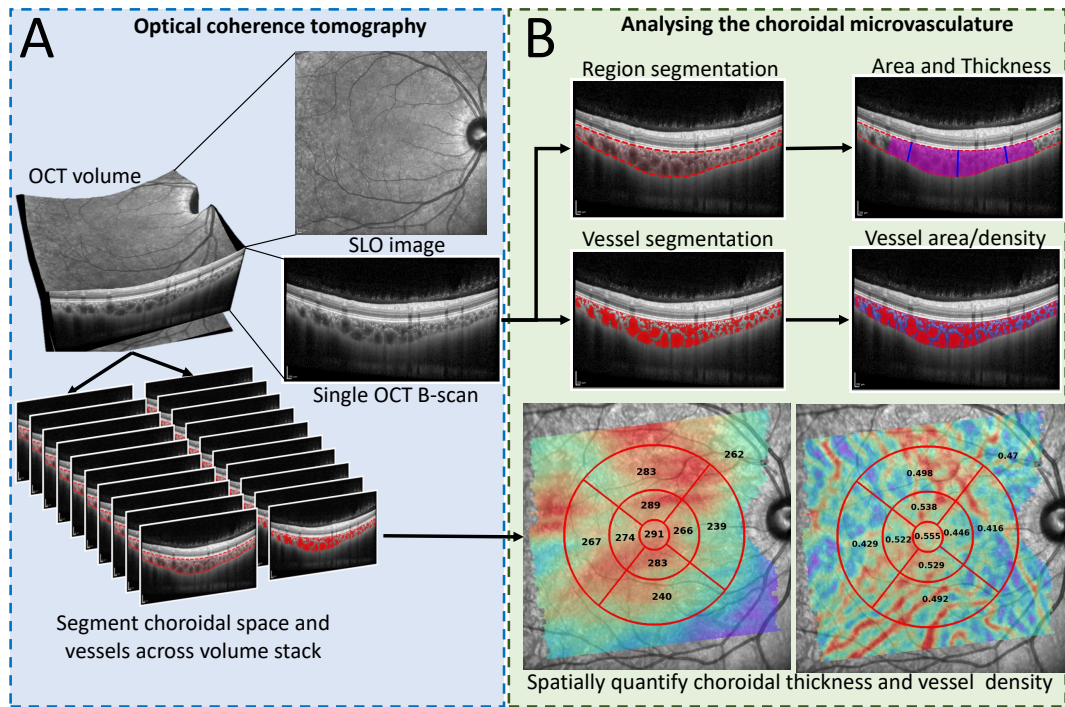 A
Optical coherence tomography
OCT volume
SLO image
Single OCT B-scan
Segment choroidal space and
vessels across volume stack
B
Analysing the choroidal microvasculature
Region segmentation
Area and Thickness
Vessel segmentation
Vessel area/density
262
283
289
267
274
291
266
239
283
240
0.47
0.498
0.538
0.429
0.522
0.555
0.446
0.416
0.529
0.492
Spatially quantify choroidal thickness and vessel density